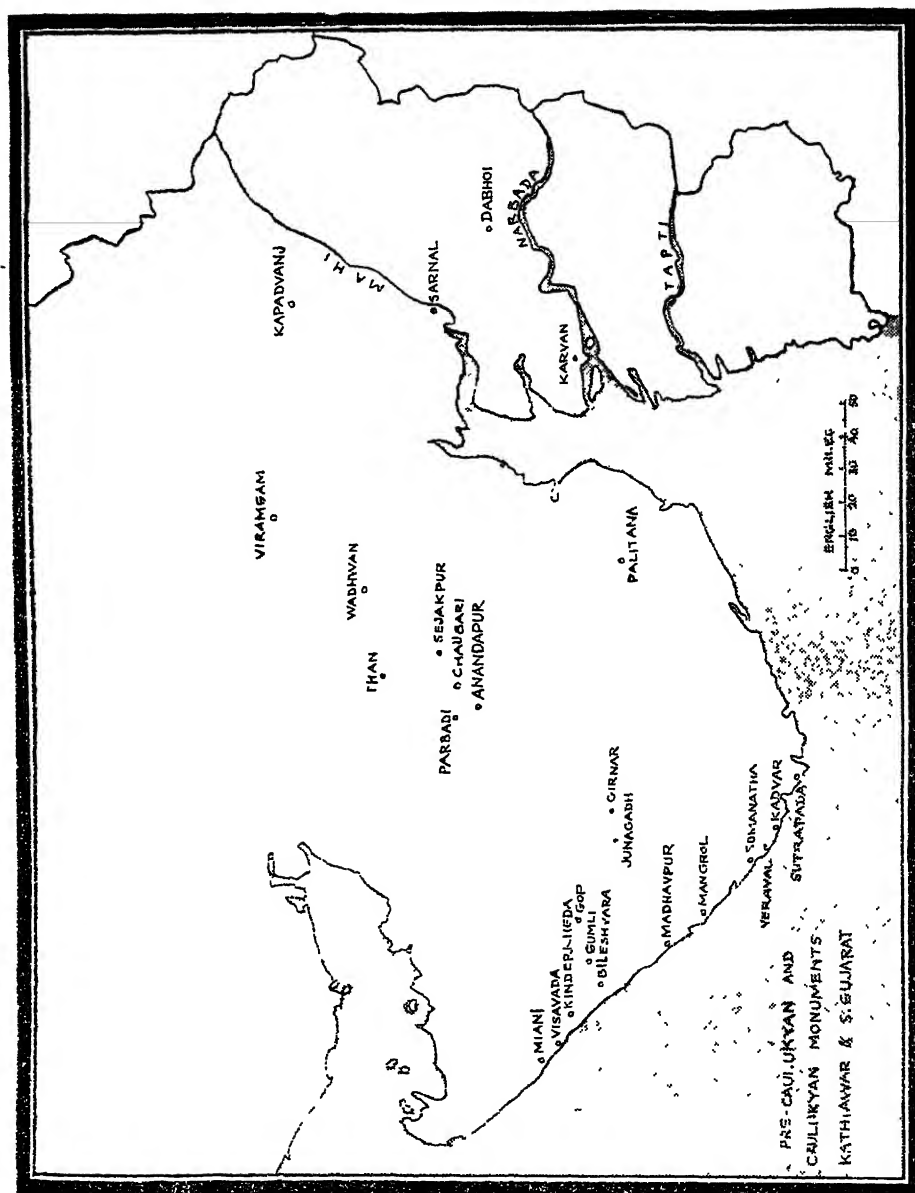 KAPADVANJ
MAHI
SARNAL
DABHOI
NARBADA
KARVAN
TAPTI
VIRAMGAM
WADHWAN
THAN
SEJAKPUR
CHAUBARI
ANANDAPUR
PARBADI
PALITANA
ENGLISH MILES
0 10 20 30 40 50
GIRNAR
JUNAGADH
GOP
GUMLI
BILESHVARA
VISAVADA
MIANI
MADHAVPUR
MANGROL
SOMANATHA
VERAVAL
KADVAR
SUTRAPADA
PRE-CAULUKYAN AND
CAULUKYAN MONUMENTS
KATHIAWAR & S. GUJARAT